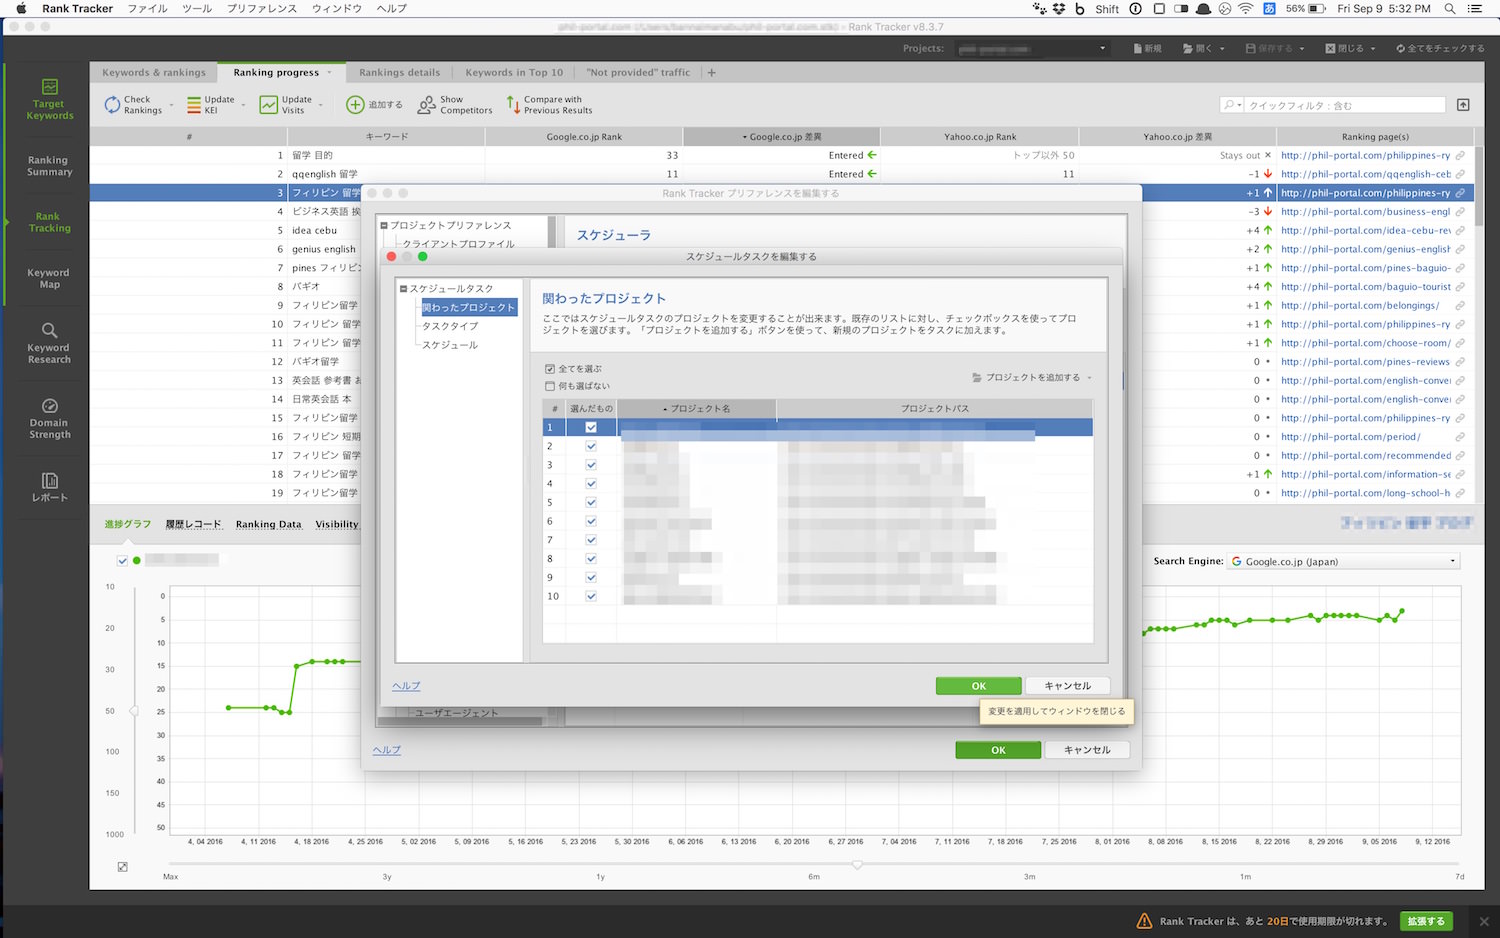 Rank Tracker ファイル ツール プリファレンス ウィンドウ ヘルプ
Shift 56% Fri Sep 9 5:32 PM
Rank Tracker v8.3.7
Projects:
新規 開く 保存する 閉じる 全てをチェックする
Keywords & rankings Ranking progress Rankings details Keywords in Top 10 "Not provided" traffic +
Check Rankings
Update KEI
Update Visits
追加する
Show Competitors
Compare with Previous Results
クイックフィルタ：含む
# キーワード Google.co.jp Rank Google.co.jp 差異 Yahoo.co.jp Rank Yahoo.co.jp 差異 Ranking page(s)
1 留学 目的 33 Entered トップ以外 50 Stays out × http://phil-portal.com/philippines-ry
2 qqenglish 留学 11 Entered 11 -1 http://phil-portal.com/qqenglish-ceb
3 フィリピン 留学 +1 http://phil-portal.com/philippines-ry
4 ビジネス英語 挨 -3 http://phil-portal.com/business-engl
5 idea cebu +4 http://phil-portal.com/idea-cebu-rev
6 genius english +2 http://phil-portal.com/genius-english
7 pines フィリピン +1 http://phil-portal.com/pines-baguio-
8 バギオ +4 http://phil-portal.com/baguio-tourist
9 フィリピン留学 +1 http://phil-portal.com/belongings/
10 フィリピン 留学 +1 http://phil-portal.com/philippines-ry
11 フィリピン 留学 +1 http://phil-portal.com/choose-room/
12 バギオ留学 0 http://phil-portal.com/pines-reviews
13 英会話 参考書 お 0 http://phil-portal.com/english-conve
14 日常英会話 本 0 http://phil-portal.com/english-conve
15 フィリピン留学 0 http://phil-portal.com/philippines-ry
16 フィリピン 短期 0 http://phil-portal.com/period/
17 フィリピン 留学 0 http://phil-portal.com/recommended
18 フィリピン留学 +1 http://phil-portal.com/information-se
19 フィリピン留学 0 http://phil-portal.com/long-school-h
Target Keywords
Ranking Summary
Rank Tracking
Keyword Map
Keyword Research
Domain Strength
レポート
Rank Tracker プリファレンスを編集する
プロジェクトプリファレンス
クライアントプロファイル
スケジューラ
スケジュールタスクを編集する
スケジュールタスク
関わったプロジェクト
タスクタイプ
スケジュール
関わったプロジェクト
ここではスケジュールタスクのプロジェクトを変更することが出来ます。既存のリストに対し、チェックボックスを使ってプロ
ジェクトを選びます。「プロジェクトを追加する」ボタンを使って、新規のプロジェクトをタスクに加えます。
全てを選ぶ
何も選ばない
プロジェクトを追加する
# 選んだもの プロジェクト名 プロジェクトパス
1
2
3
4
5
6
7
8
9
10
ヘルプ OK キャンセル
変更を適用してウィンドウを閉じる
ユーザエージェント
ヘルプ OK キャンセル
進捗グラフ 履歴レコード Ranking Data Visibility
Search Engine: Google.co.jp (Japan)
10
20
30
50
100
150
1000
0
5
10
15
20
25
30
35
40
45
50
4, 04 2016 4, 11 2016 4, 18 2016 4, 25 2016 5, 02 2016 5, 09 2016 5, 16 2016 5, 23 2016 5, 30 2016 6, 06 2016 6, 13 2016 6, 20 2016 6, 27 2016 7, 04 2016 7, 11 2016 7, 18 2016 7, 25 2016 8, 01 2016 8, 08 2016 8, 15 2016 8, 22 2016 8, 29 2016 9, 05 2016 9, 12 2016
Max 3y 1y 6m 3m 1m 7d
Rank Tracker は、あと 20日で使用期限が切れます。 拡張する